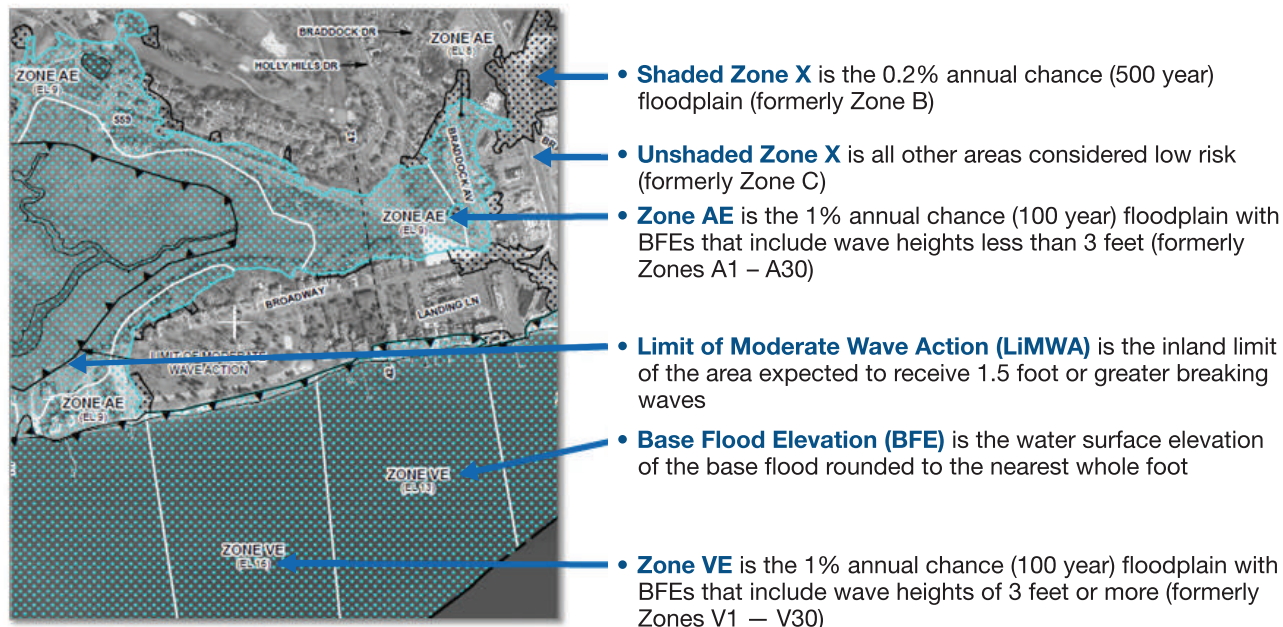 BRADDOCK DR
ZONE AE
(EL 8)
HOLLY HILLS DR
ZONE AE
(EL 9)
559
BRADDOCK AV
BR
ZONE AE
(EL 9)
BROADWAY
LANDING LN
LIMIT OF MODERATE
WAVE ACTION
ZONE AE
(EL 9)
ZONE VE
(EL 13)
ZONE VE
(EL 16)
• Shaded Zone X is the 0.2% annual chance (500 year)
floodplain (formerly Zone B)
• Unshaded Zone X is all other areas considered low risk
(formerly Zone C)
• Zone AE is the 1% annual chance (100 year) floodplain with
BFEs that include wave heights less than 3 feet (formerly
Zones A1 – A30)
• Limit of Moderate Wave Action (LiMWA) is the inland limit
of the area expected to receive 1.5 foot or greater breaking
waves
• Base Flood Elevation (BFE) is the water surface elevation
of the base flood rounded to the nearest whole foot
• Zone VE is the 1% annual chance (100 year) floodplain with
BFEs that include wave heights of 3 feet or more (formerly
Zones V1 — V30)